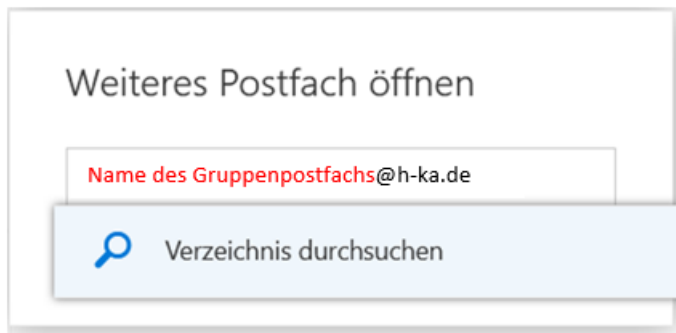 Weiteres Postfach öffnen
Name des Gruppenpostfachs@h-ka.de
Verzeichnis durchsuchen